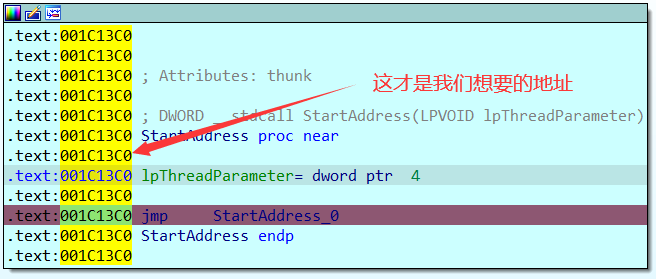 .text:001C13C0
.text:001C13C0
.text:001C13C0 ; Attributes: thunk
.text:001C13C0 这才是我们想要的地址
.text:001C13C0 ; DWORD __stdcall StartAddress(LPVOID lpThreadParameter)
.text:001C13C0 StartAddress proc near
.text:001C13C0
.text:001C13C0 lpThreadParameter= dword ptr 4
.text:001C13C0
.text:001C13C0 jmp StartAddress_0
.text:001C13C0 StartAddress endp
.text:001C13C0